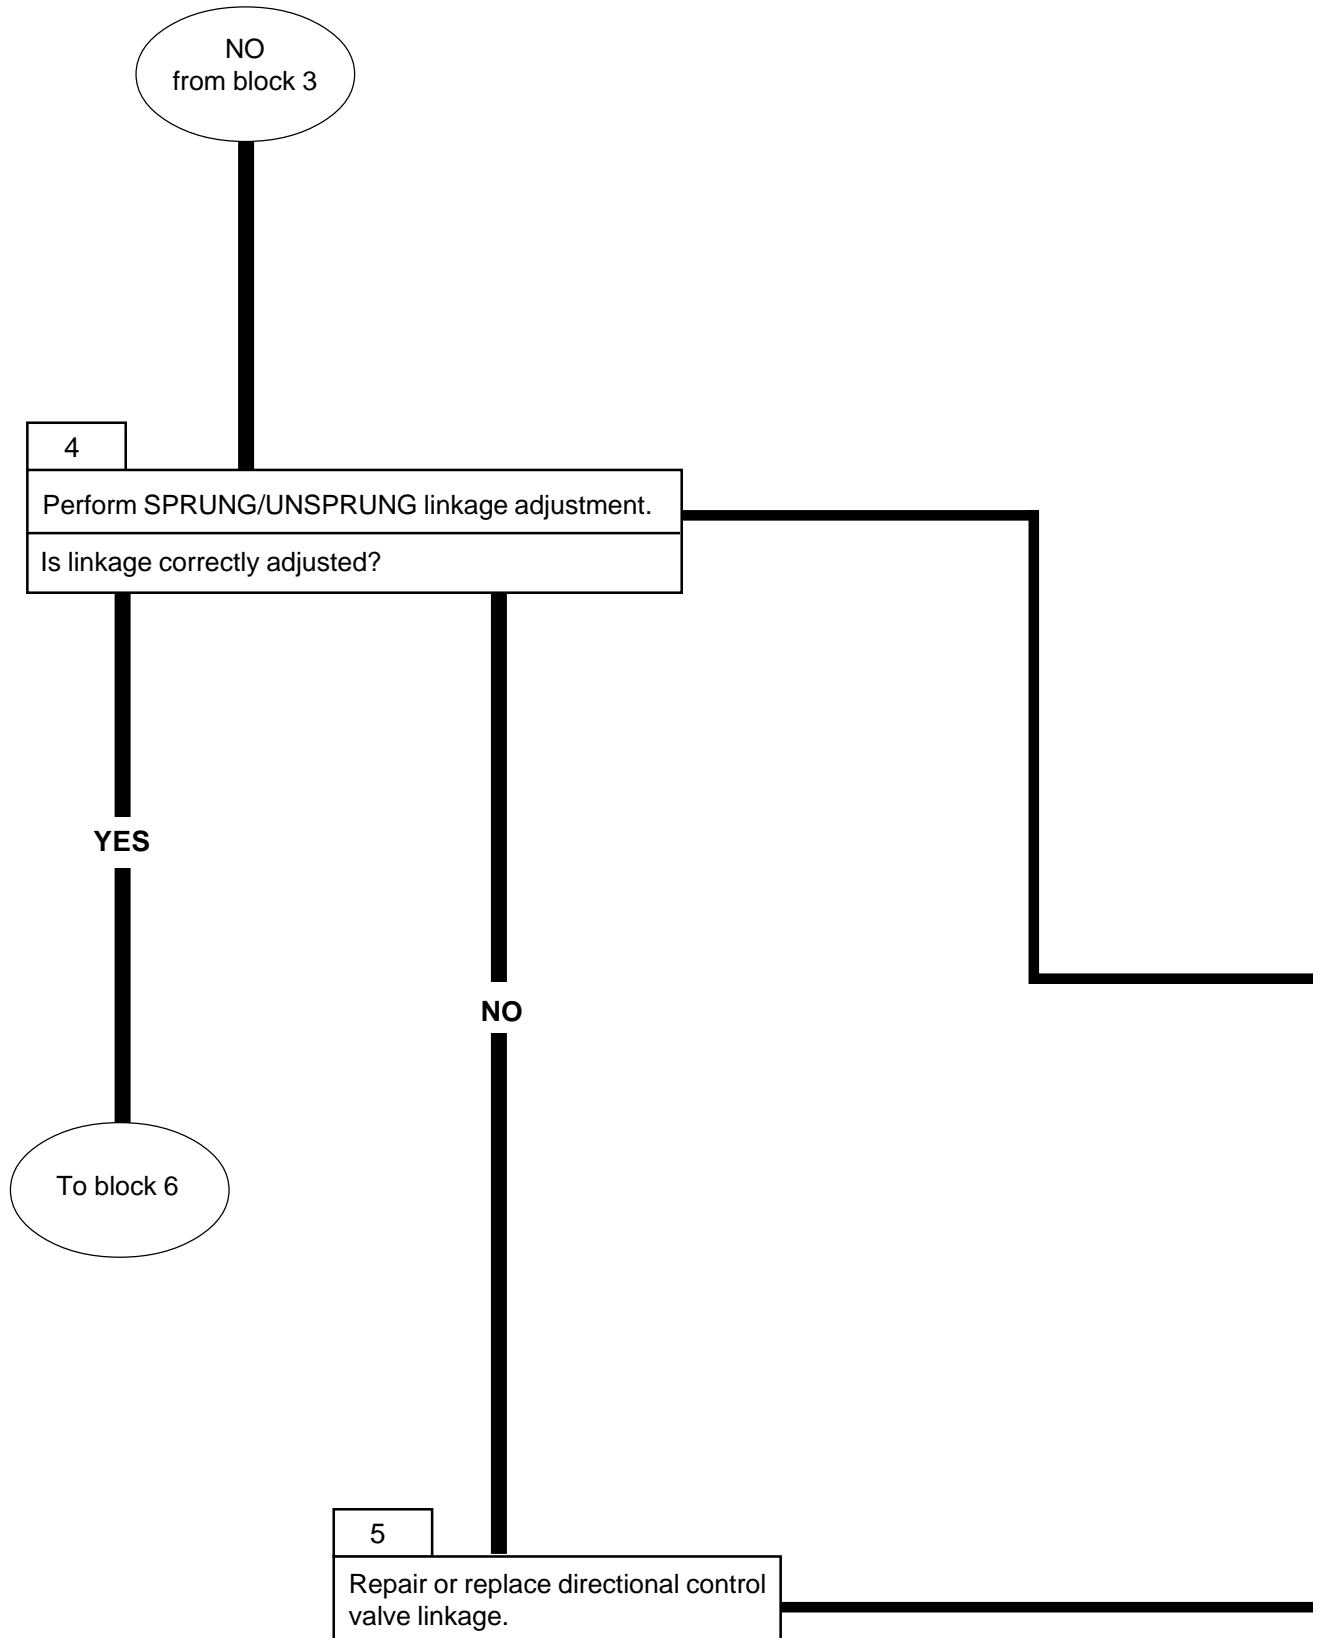 NO
from block 3
4
Perform SPRUNG/UNSPRUNG linkage adjustment.
Is linkage correctly adjusted?
YES
NO
To block 6
5
Repair or replace directional control
valve linkage.